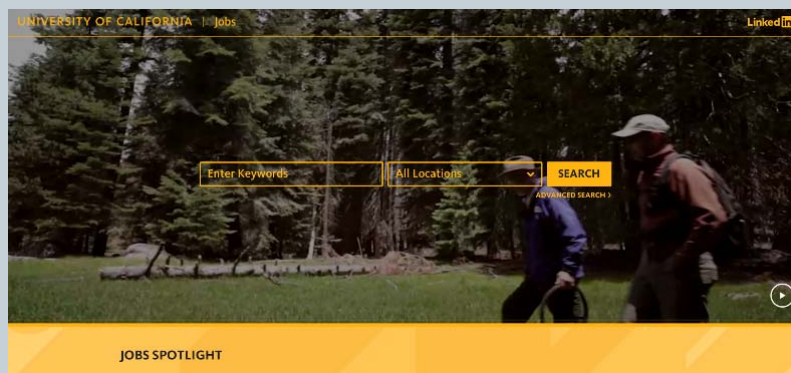 UNIVERSITY OF CALIFORNIA | Jobs
Linked in
Enter Keywords
All Locations
SEARCH
ADVANCED SEARCH >
JOBS SPOTLIGHT